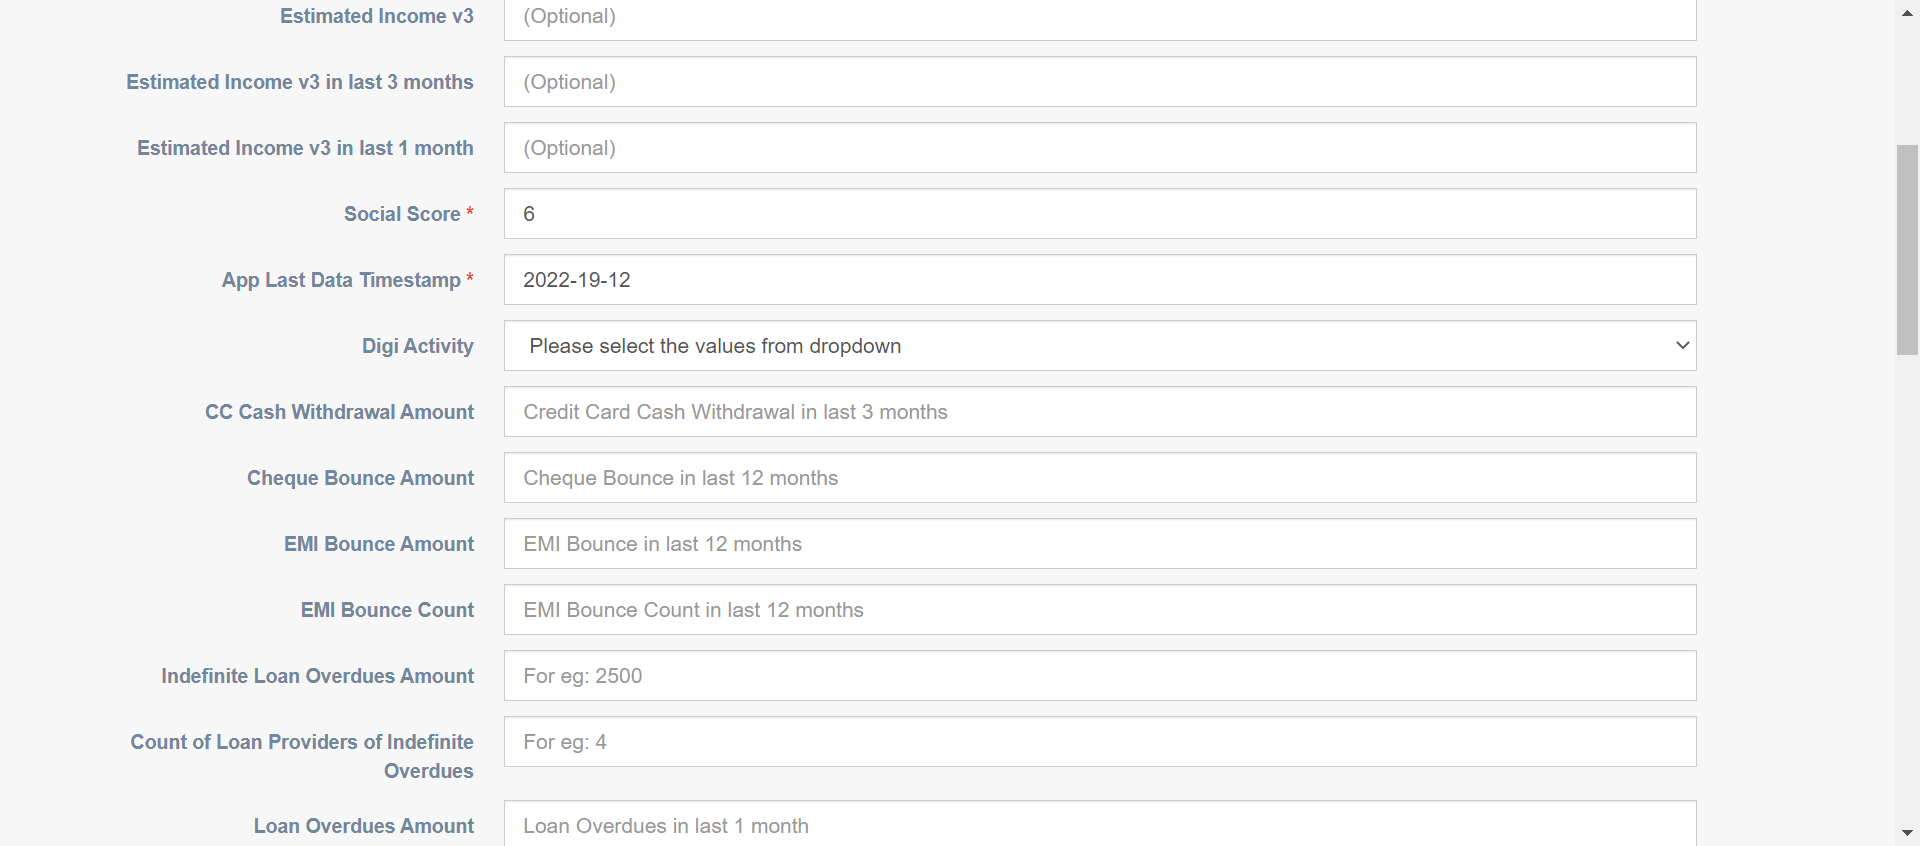 Estimated Income v3 (Optional)
Estimated Income v3 in last 3 months (Optional)
Estimated Income v3 in last 1 month (Optional)
Social Score * 6
App Last Data Timestamp * 2022-19-12
Digi Activity Please select the values from dropdown
CC Cash Withdrawal Amount Credit Card Cash Withdrawal in last 3 months
Cheque Bounce Amount Cheque Bounce in last 12 months
EMI Bounce Amount EMI Bounce in last 12 months
EMI Bounce Count EMI Bounce Count in last 12 months
Indefinite Loan Overdues Amount For eg: 2500
Count of Loan Providers of Indefinite For eg: 4
Overdues
Loan Overdues Amount Loan Overdues in last 1 month